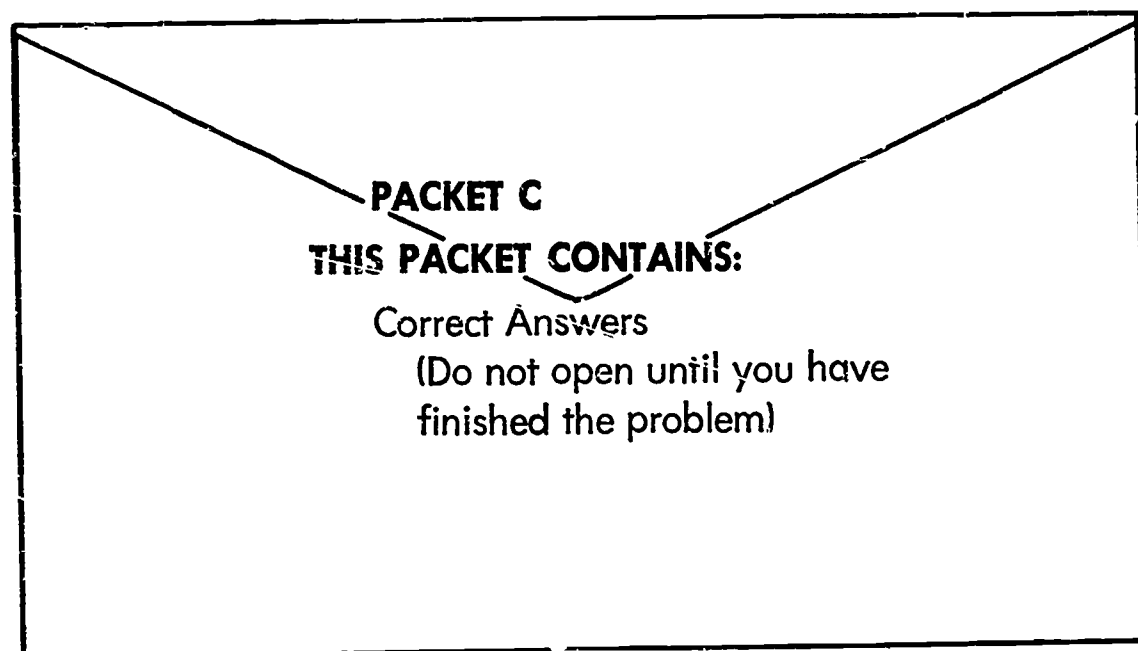 PACKET C
THIS PACKET CONTAINS:
Correct Answers
(Do not open until you have
finished the problem)